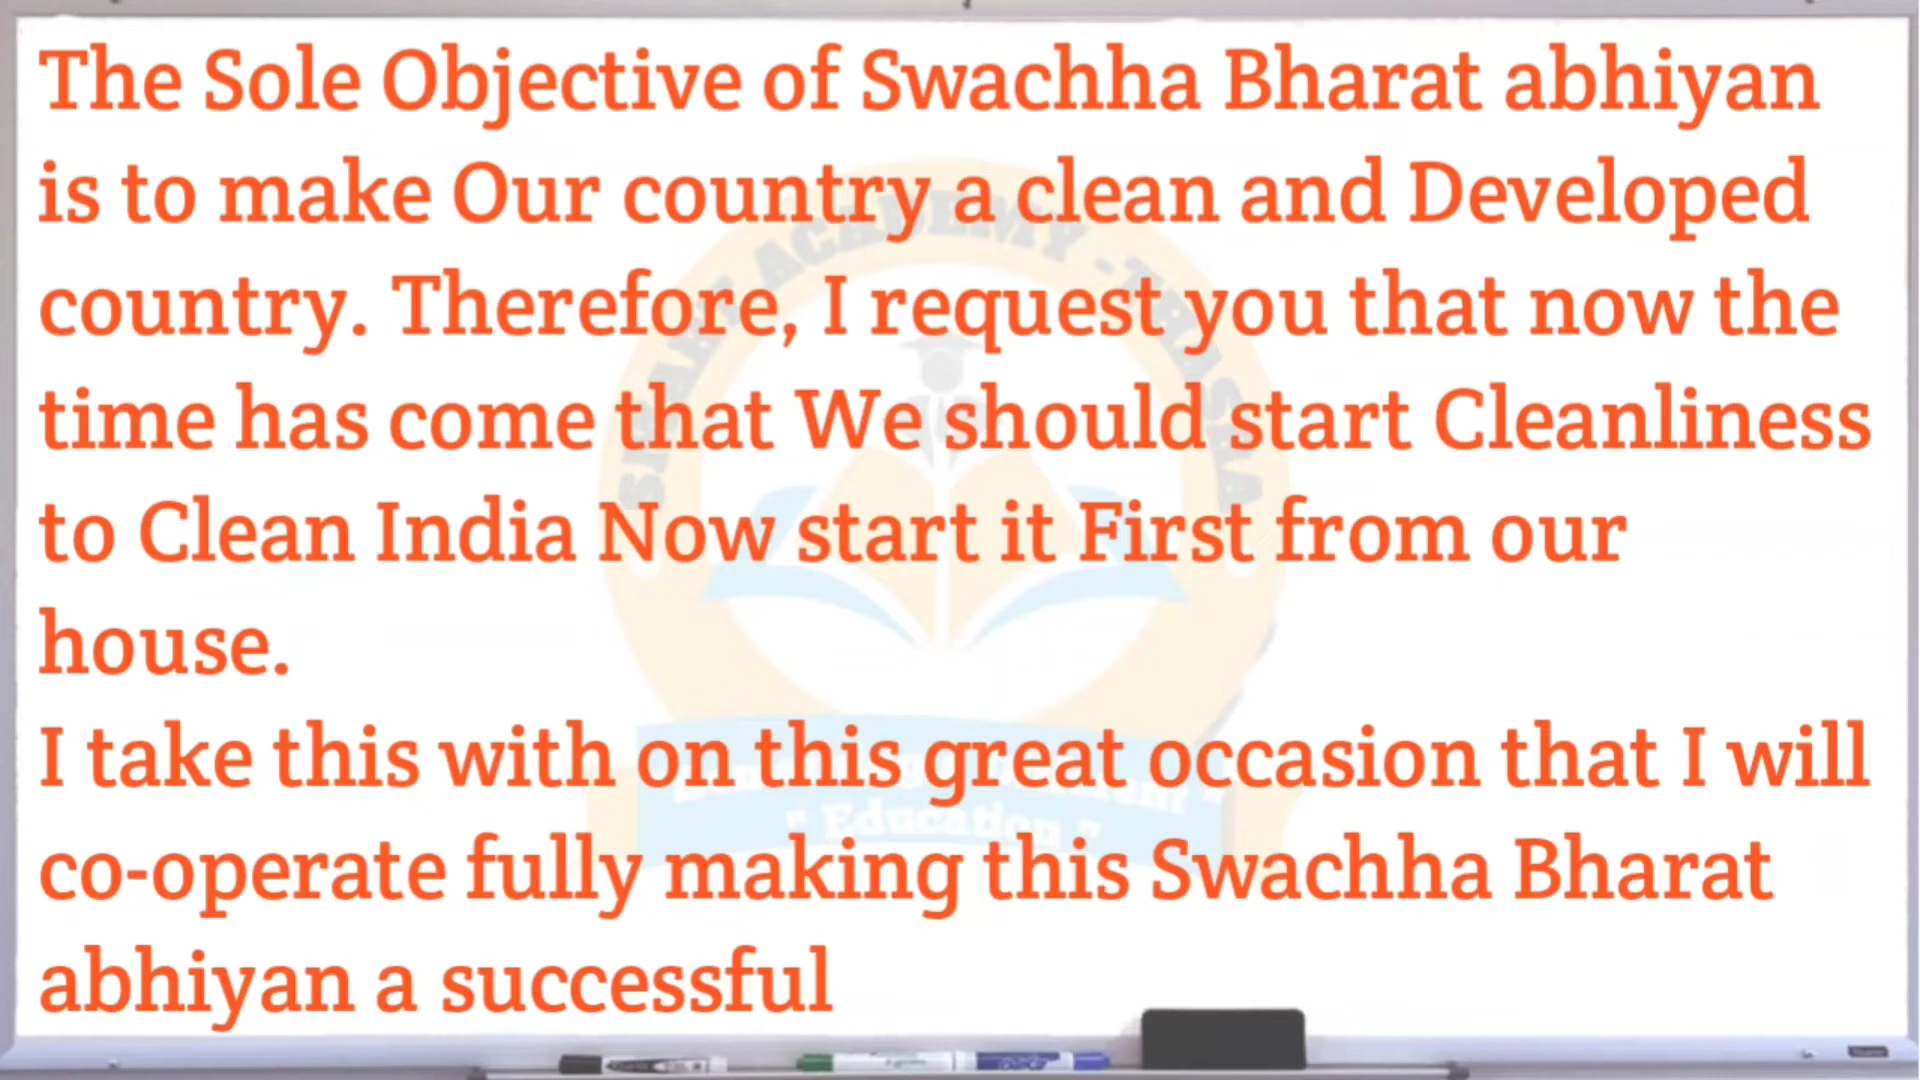 The Sole Objective of Swachha Bharat abhiyan
is to make Our country a clean and Developed
country. Therefore, I request you that now the
time has come that We should start Cleanliness
to Clean India Now start it First from our
house.
I take this with on this great occasion that I will
co-operate fully making this Swachha Bharat
abhiyan a successful
SMART ACADEMY -
" Education "